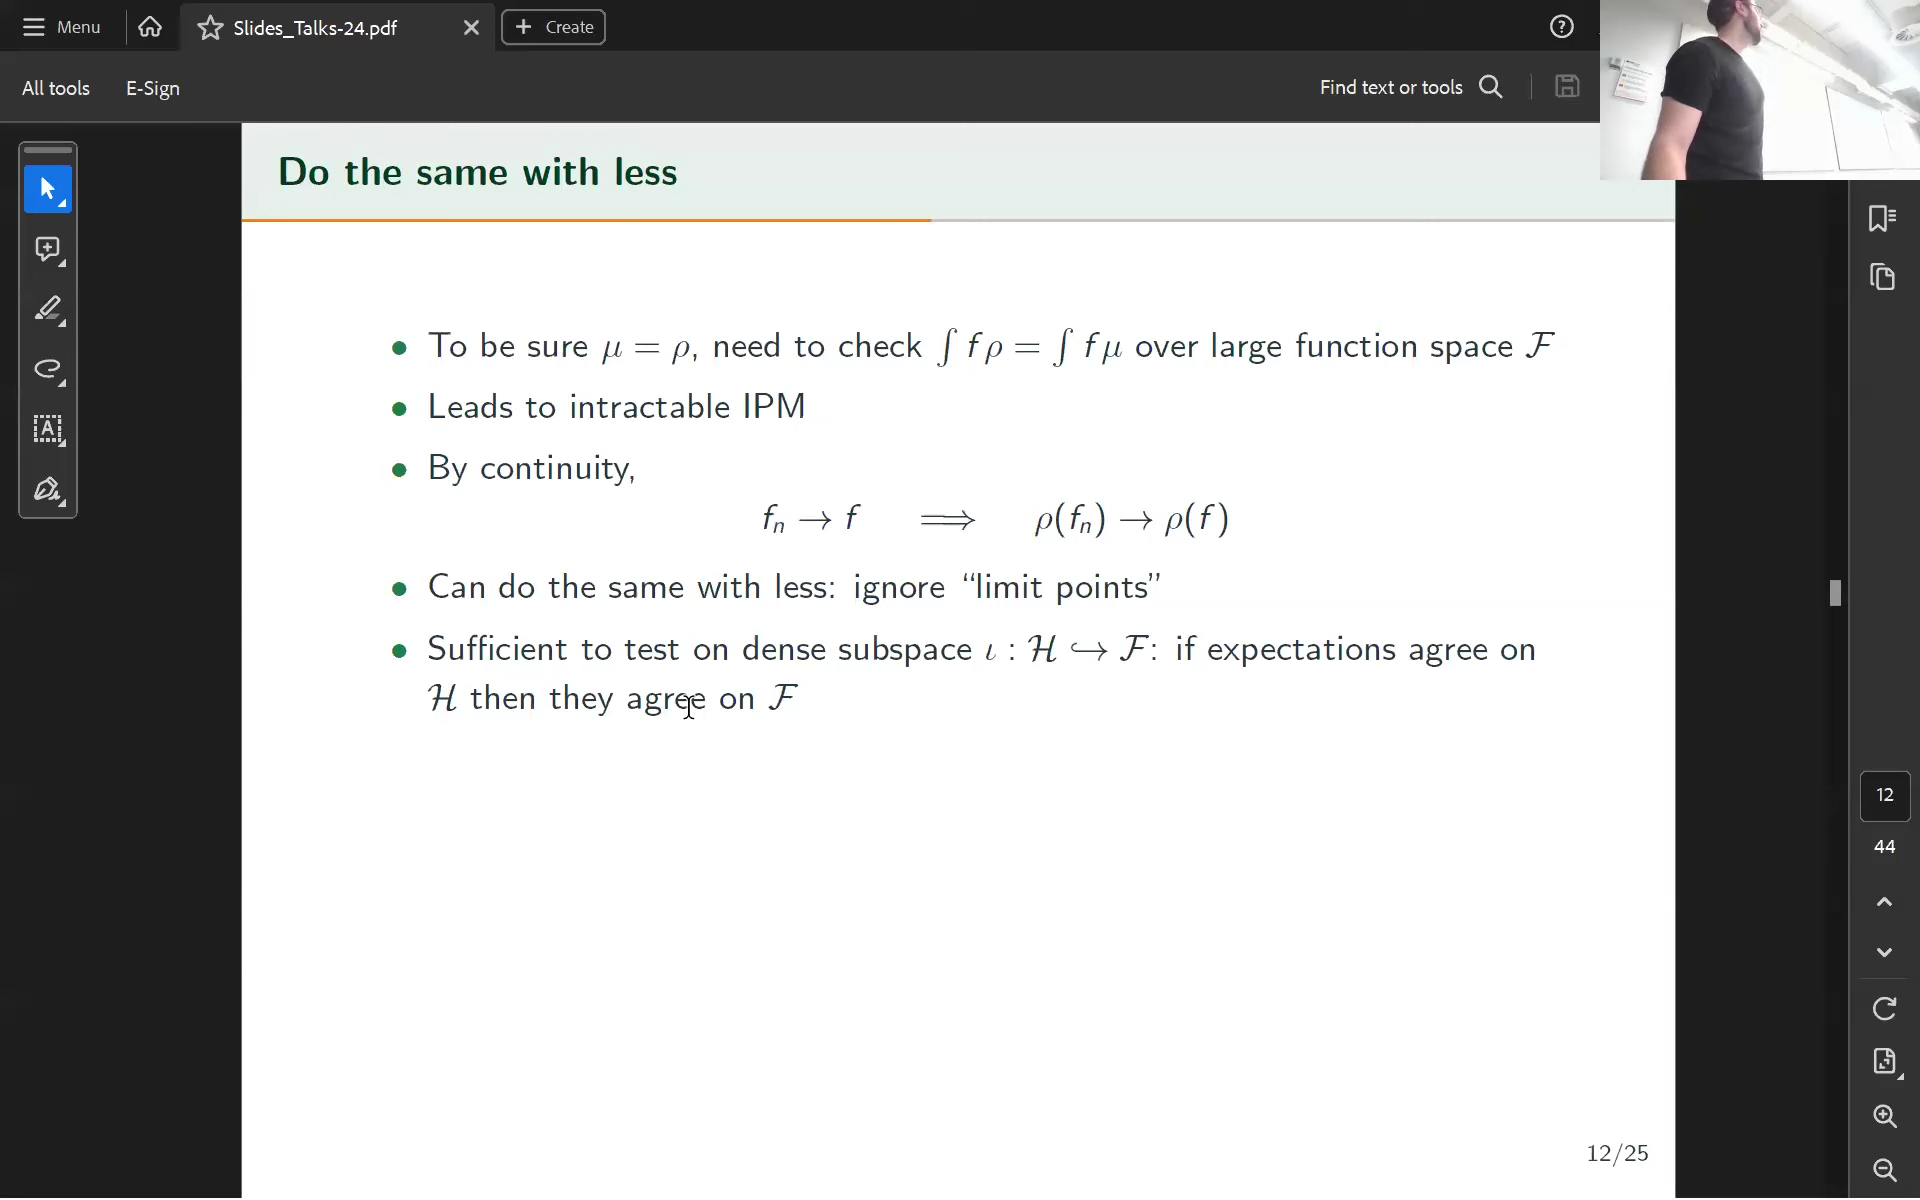 Menu
Slides_Talks-24.pdf
Create
All tools
E-Sign
Find text or tools
Do the same with less
• To be sure μ = ρ, need to check ∫ f ρ = ∫ f μ over large function space ℱ
• Leads to intractable IPM
• By continuity,
fₙ → f ⟹ ρ(fₙ) → ρ(f)
• Can do the same with less: ignore “limit points”
• Sufficient to test on dense subspace ι : ℋ ↪ ℱ: if expectations agree on
ℋ then they agree on ℱ
12/25
12
44